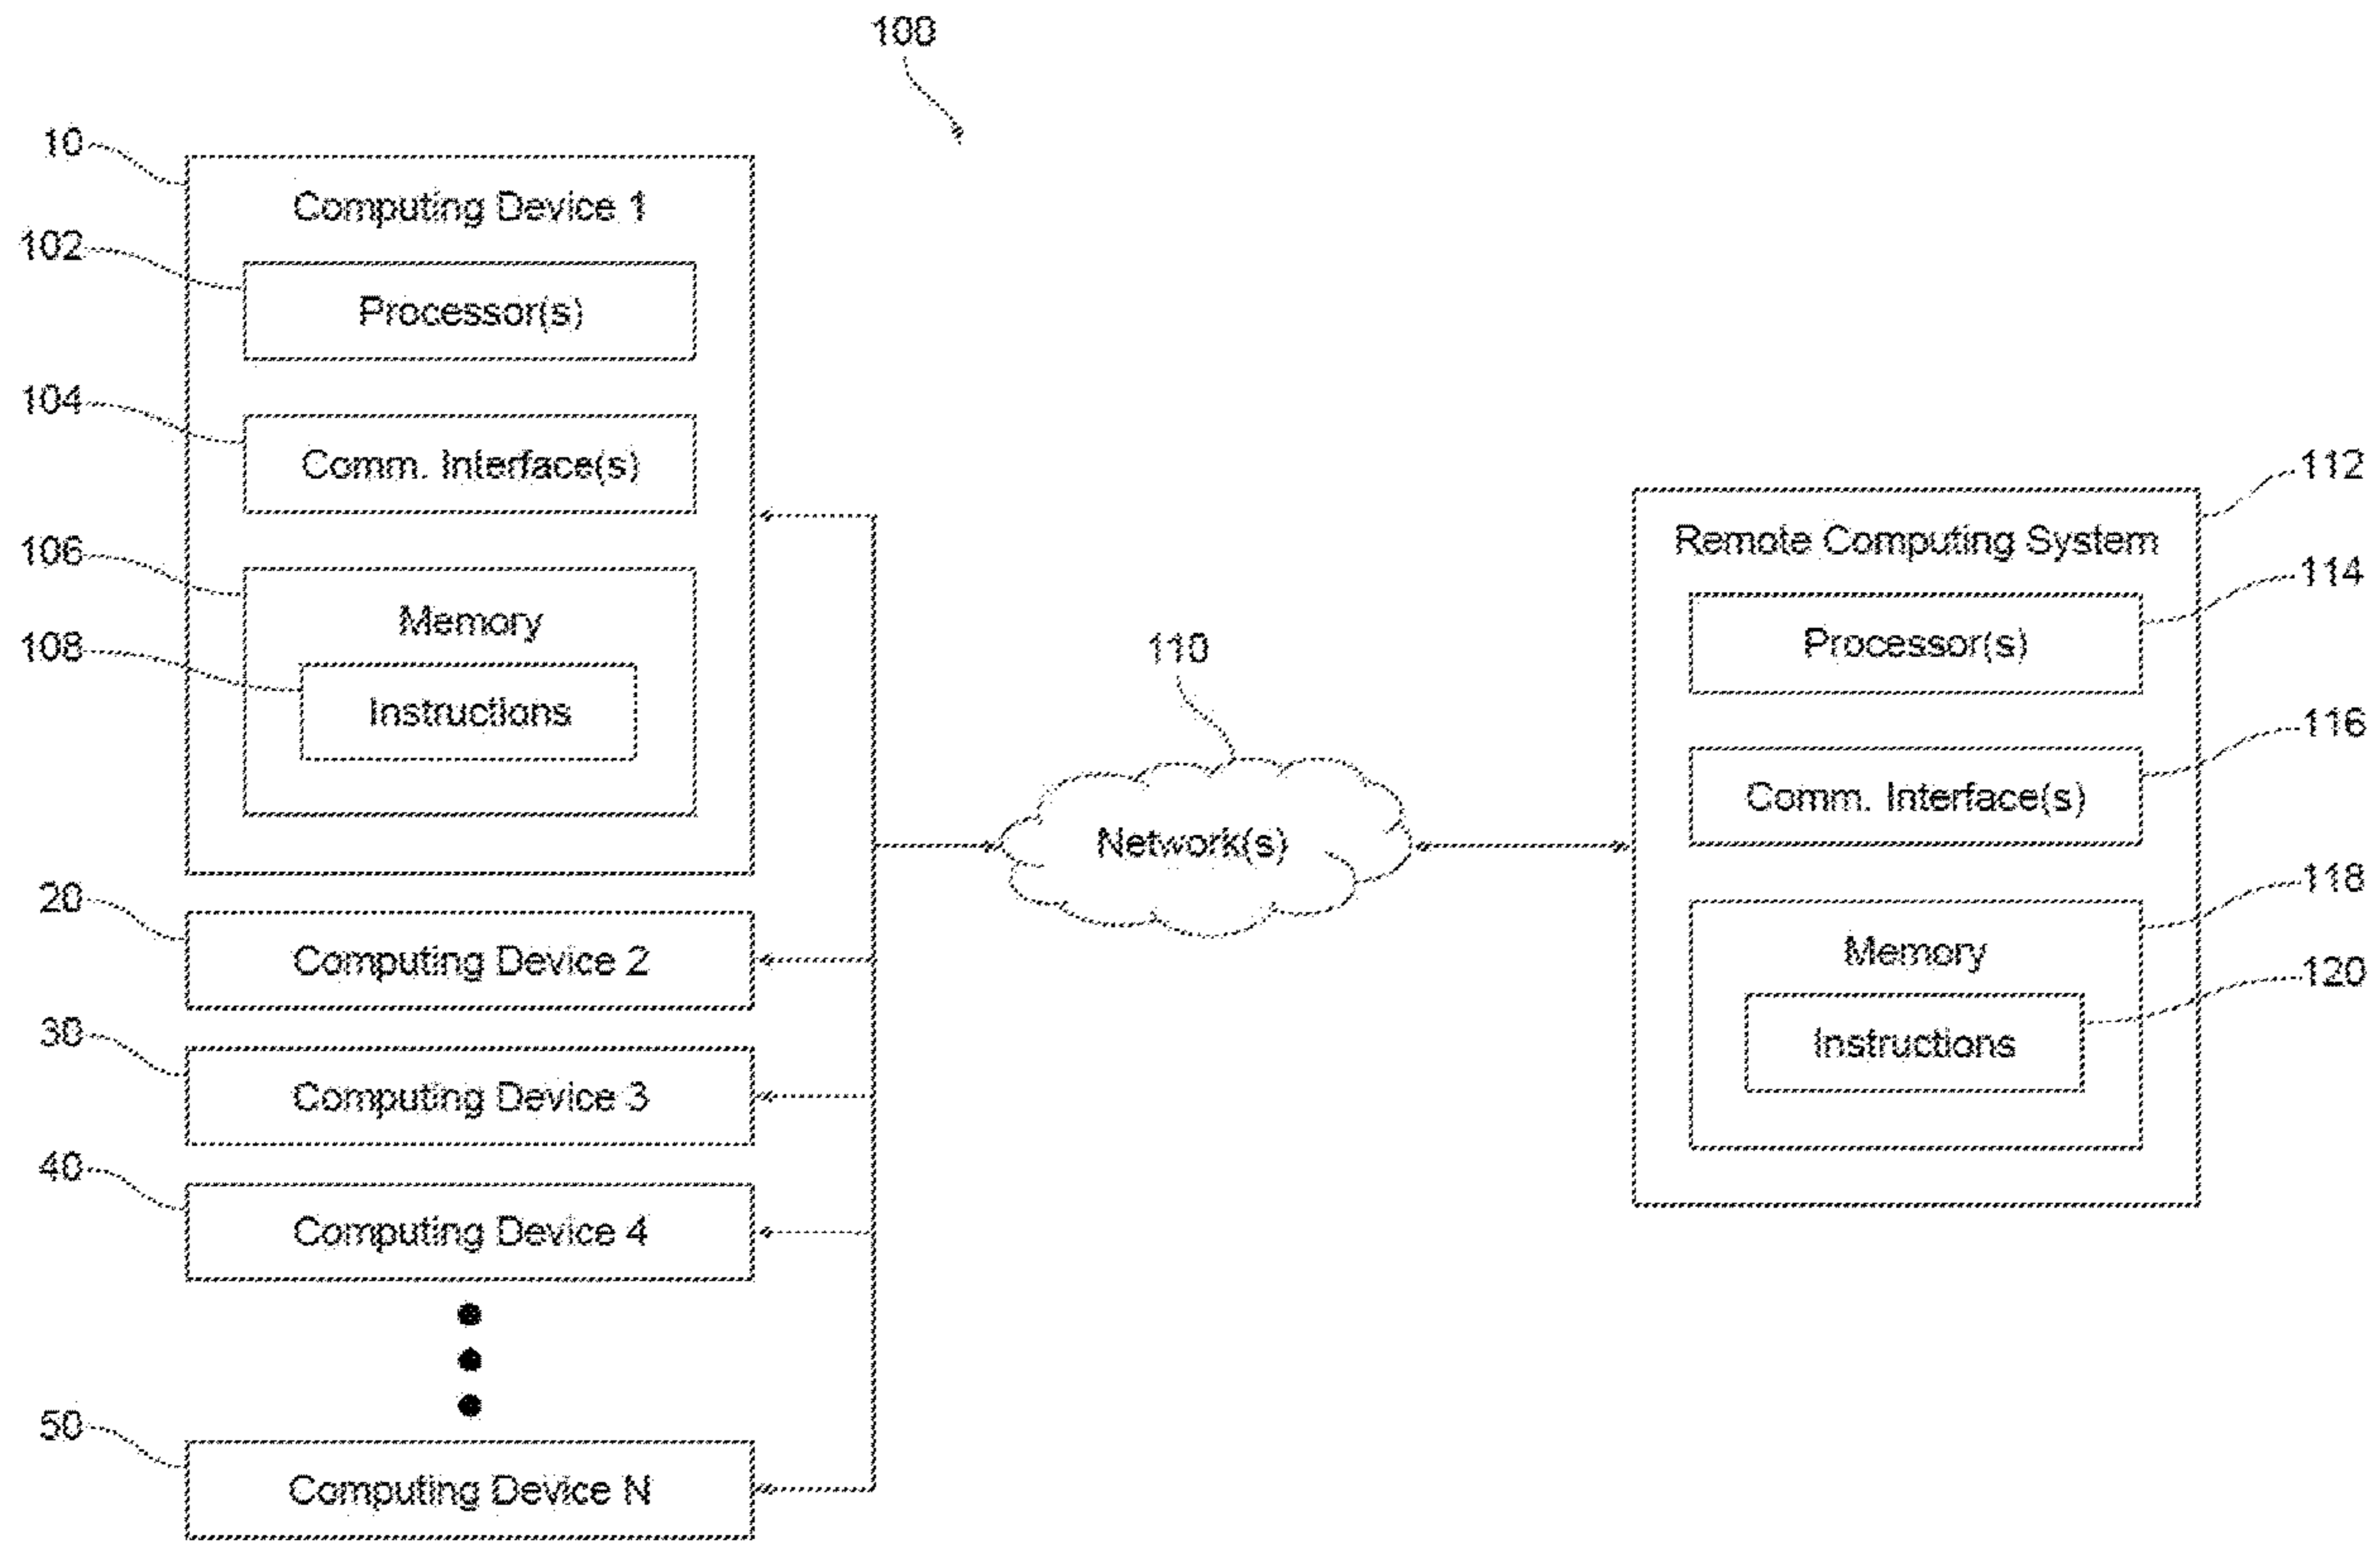 100
10
Computing Device 1
102
Processor(s)
104
Comm. Interface(s)
106
Memory
108
Instructions
20
Computing Device 2
30
Computing Device 3
40
Computing Device 4
50
Computing Device N
110
Network(s)
112
Remote Computing System
114
Processor(s)
116
Comm. Interface(s)
118
Memory
120
Instructions